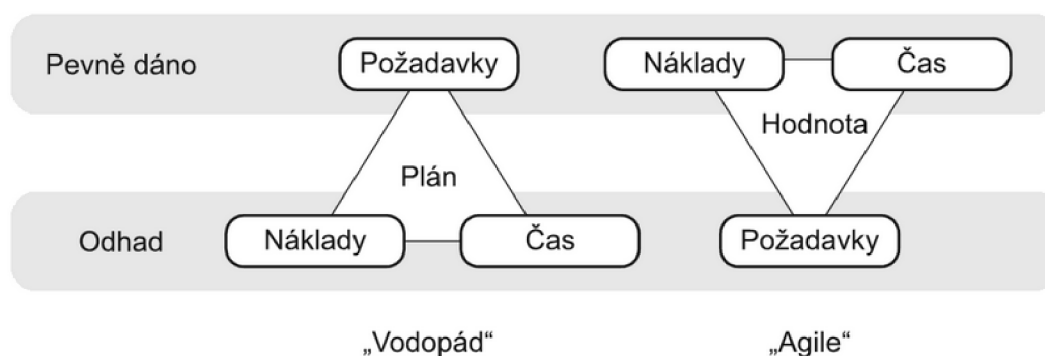 Pevně dáno
Požadavky
Náklady
Čas
Hodnota
Plán
Odhad
Náklady
Čas
Požadavky
„Vodopád“
„Agile“